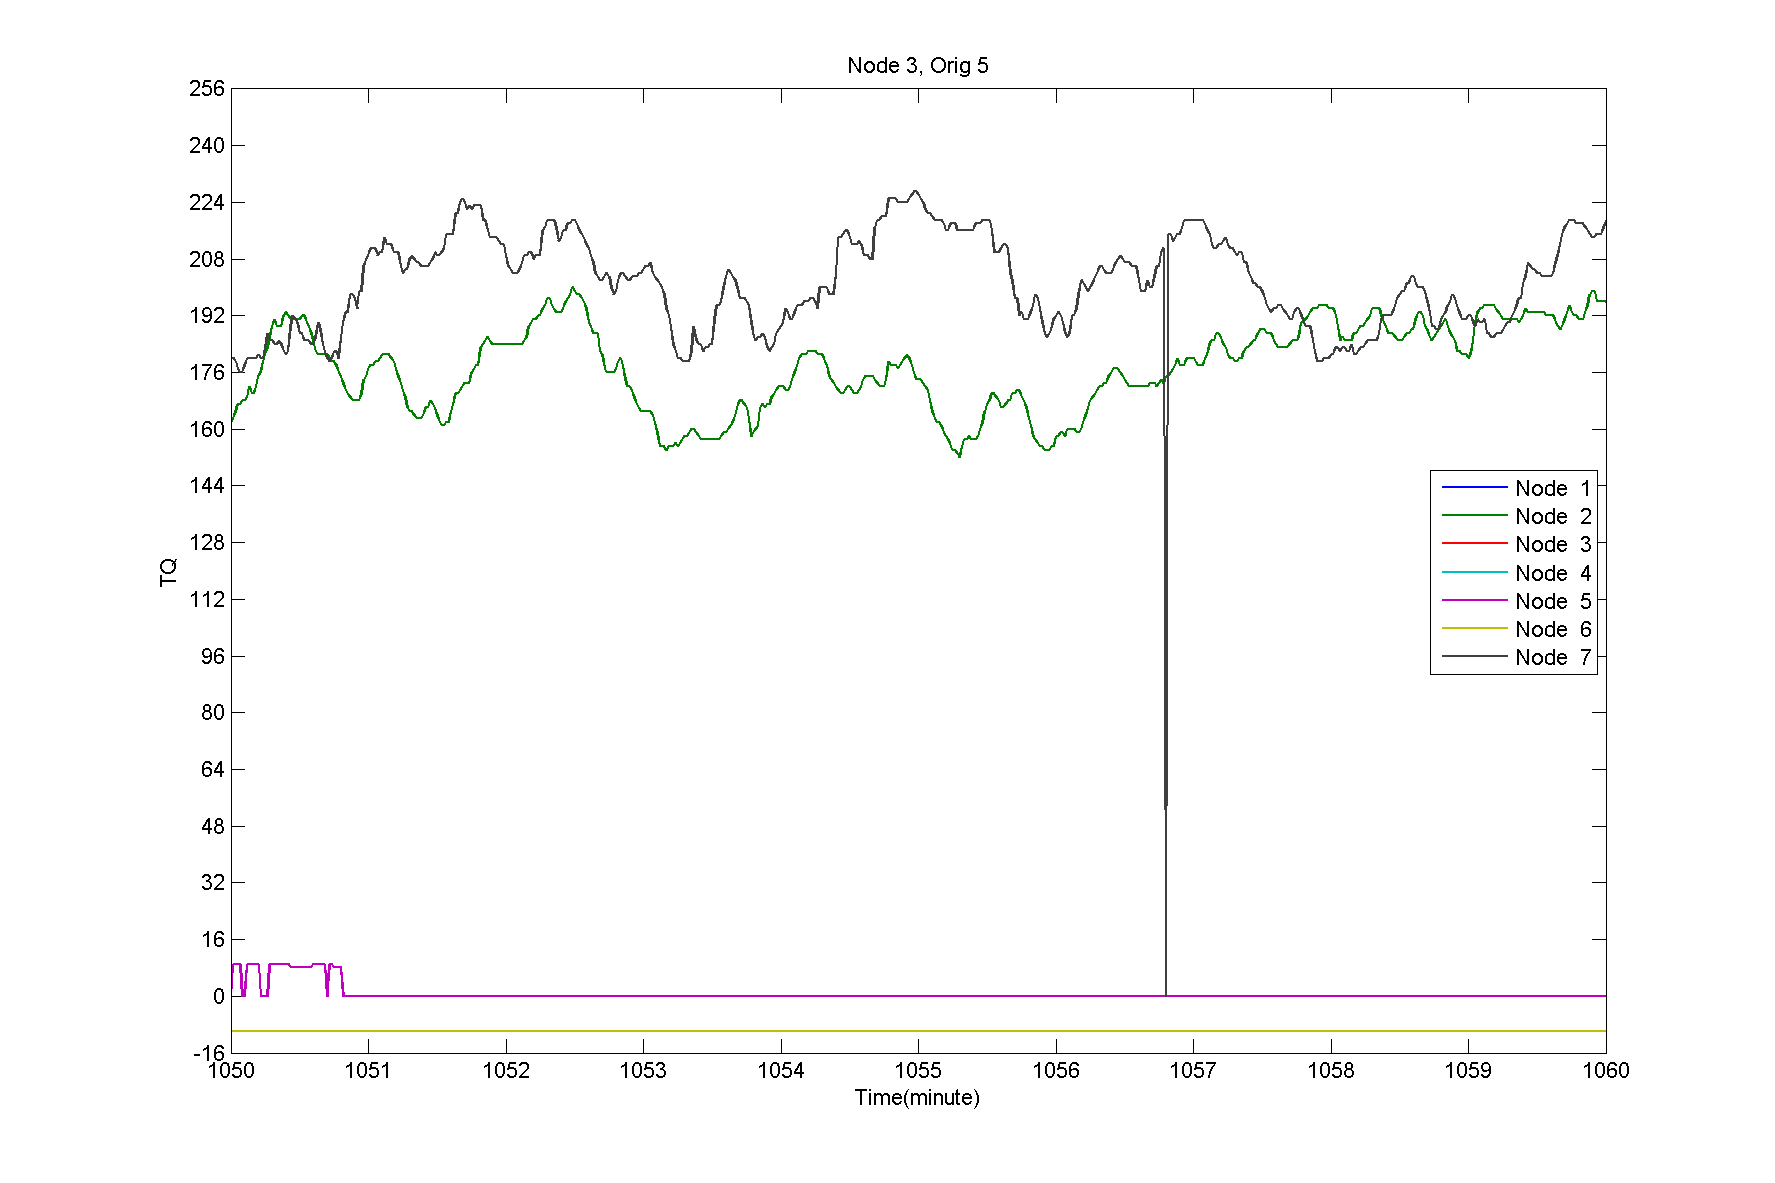 Node 3, Orig 5
256
240
224
208
192
176
160
144
128
112
96
80
64
48
32
16
0
-16
TQ
Node 1
Node 2
Node 3
Node 4
Node 5
Node 6
Node 7
1050 1051 1052 1053 1054 1055 1056 1057 1058 1059 1060
Time(minute)